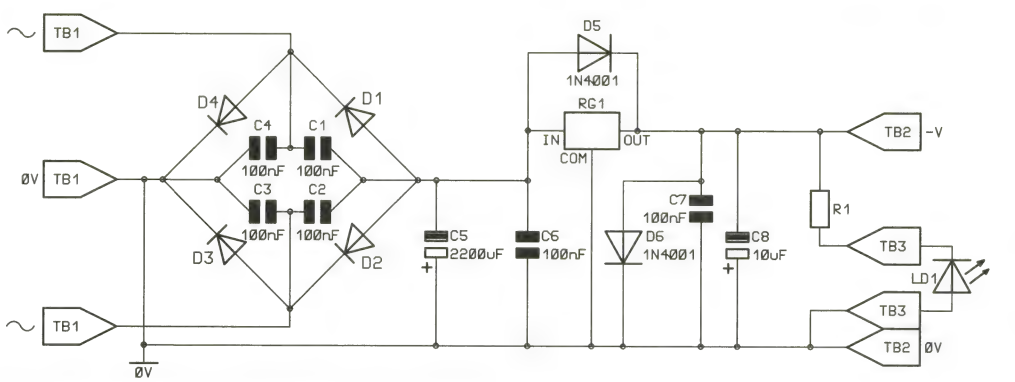 TB1
D5
1N4001
D4
D1
RG1
C4
C1
IN
OUT
TB2
-V
COM
100nF
100nF
0V
TB1
C3
C2
C7
100nF
R1
100nF
100nF
D3
D2
C5
2200uF
+
C6
100nF
D6
1N4001
C8
10uF
+
TB3
LD1
TB1
TB3
TB2
0V
0V